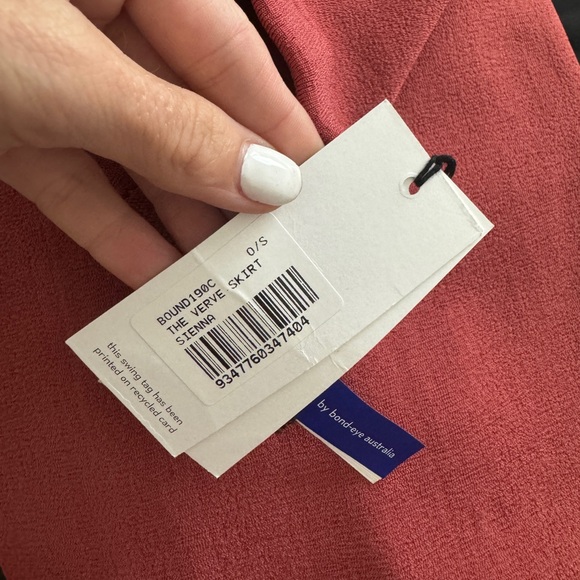 BOUND190C O/S
THE VERVE SKIRT
SIENNA
9347760347404
this swing tag has been
printed on recycled card
by bond-eye australia